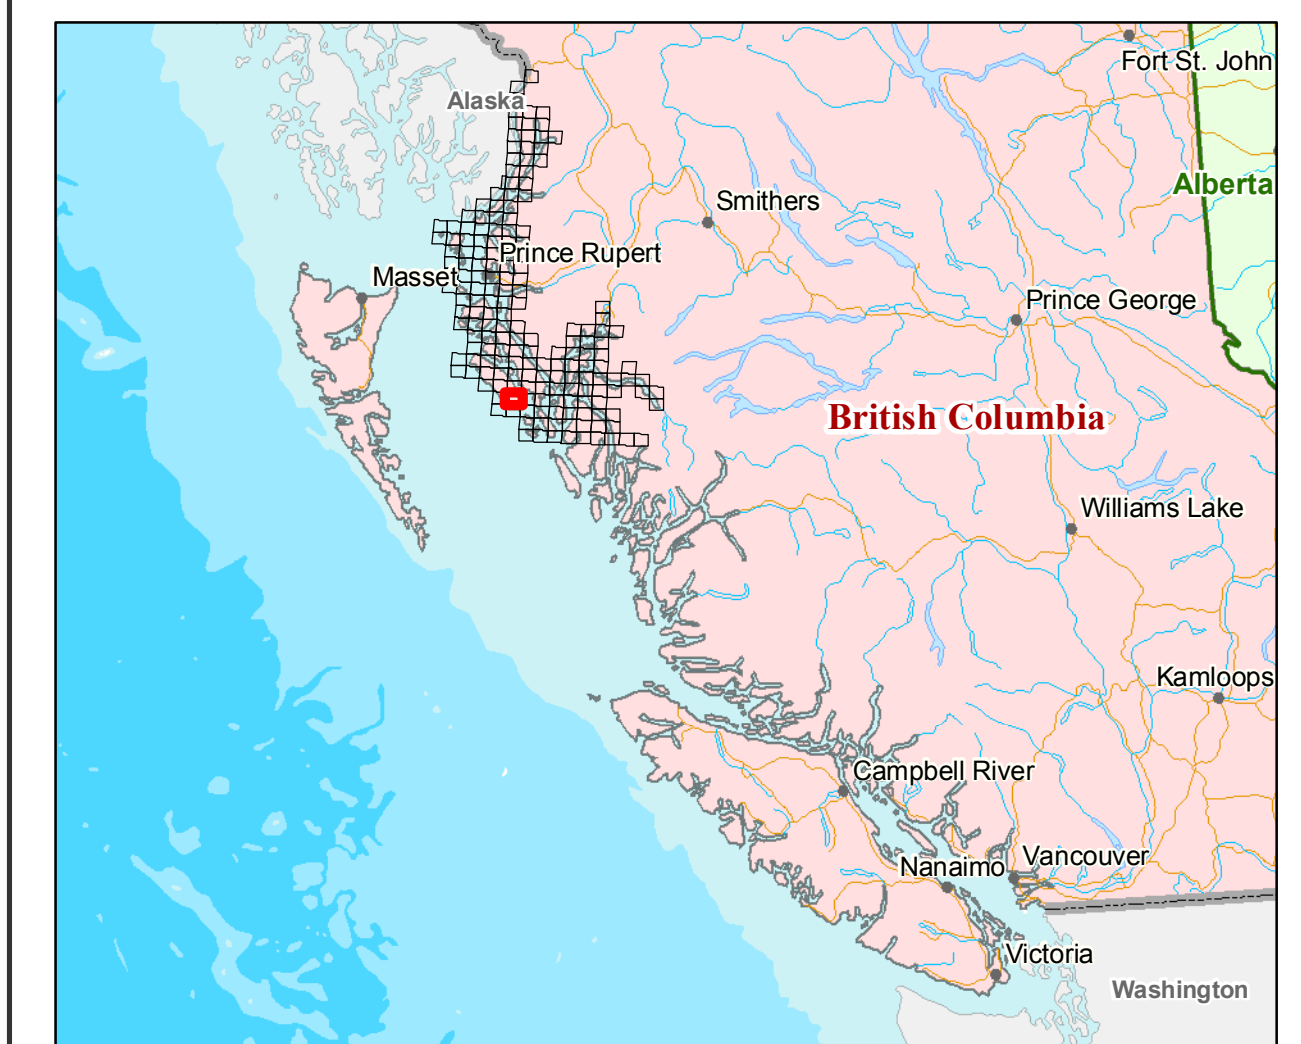 Fort St. John
Alaska
Alberta
Smithers
Prince Rupert
Masset
Prince George
British Columbia
Williams Lake
Kamloops
Campbell River
Vancouver
Nanaimo
Victoria
Washington